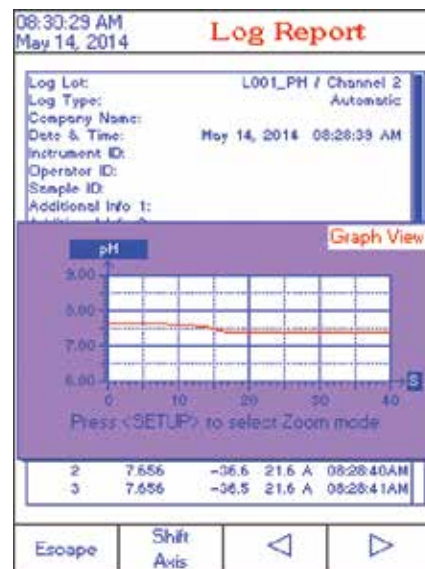 08:30:29 AM
May 14, 2014
Log Report
Log Lot: L001_PH / Channel 2
Log Type: Automatic
Company Name:
Date & Time: May 14, 2014 08:28:39 AM
Instrument ID:
Operator ID:
Sample ID:
Additional Info 1:
Graph View
pH
9.00
8.00
7.00
6.00
0 10 20 30 40
S
Press <SETUP> to select Zoom mode
2 7.656 -36.6 21.6 A 08:28:40AM
3 7.656 -36.5 21.6 A 08:28:41AM
Escape
Shift
Axis